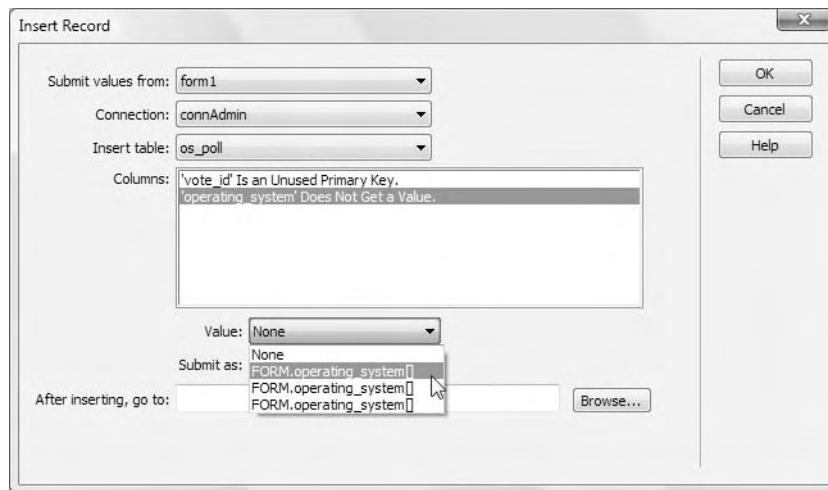 Insert Record
Submit values from: form1
OK
Connection: connAdmin
Cancel
Insert table: os_poll
Help
Columns: 'vote_id' Is an Unused Primary Key.
'operating_system' Does Not Get a Value.
Value: None
None
Submit as: FORM.operating_system[]
FORM.operating_system[]
After inserting, go to: FORM.operating_system[] Browse...